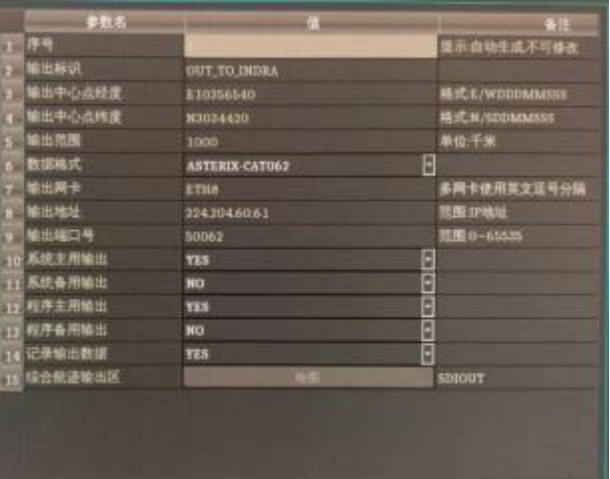 参数名 值 备注
1 序号 提示:自动生成,不可修改
2 输出标识 OUT_TO_INDRA
3 输出中心点经度 E10356540 格式:E/WDDDMMSSS
4 输出中心点纬度 N3034420 格式:N/SDDMMSSS
5 输出范围 1000 单位:千米
6 数据格式 ASTERIX-CAT062
7 输出网卡 ETH8 多网卡使用英文逗号分隔
8 输出地址 224.204.60.61 范围:IP地址
9 输出端口号 50062 范围:0~65535
10 系统主用输出 YES
11 系统备用输出 NO
12 程序主用输出 YES
13 程序备用输出 NO
14 记录输出数据 YES
15 综合航迹输出区 绘图 SDIOUT